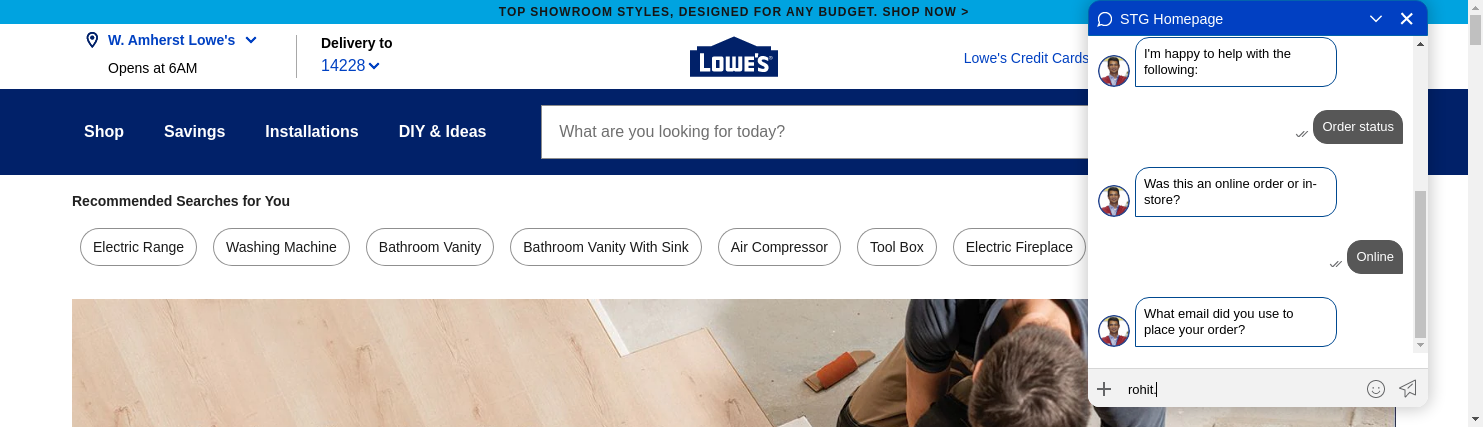 TOP SHOWROOM STYLES, DESIGNED FOR ANY BUDGET. SHOP NOW >
W. Amherst Lowe's
Opens at 6AM
Delivery to
14228
LOWE'S
Lowe's Credit Cards
Shop
Savings
Installations
DIY & Ideas
What are you looking for today?
Recommended Searches for You
Electric Range
Washing Machine
Bathroom Vanity
Bathroom Vanity With Sink
Air Compressor
Tool Box
Electric Fireplace
STG Homepage
I'm happy to help with the
following:
Order status
Was this an online order or in-
store?
Online
What email did you use to
place your order?
rohit.